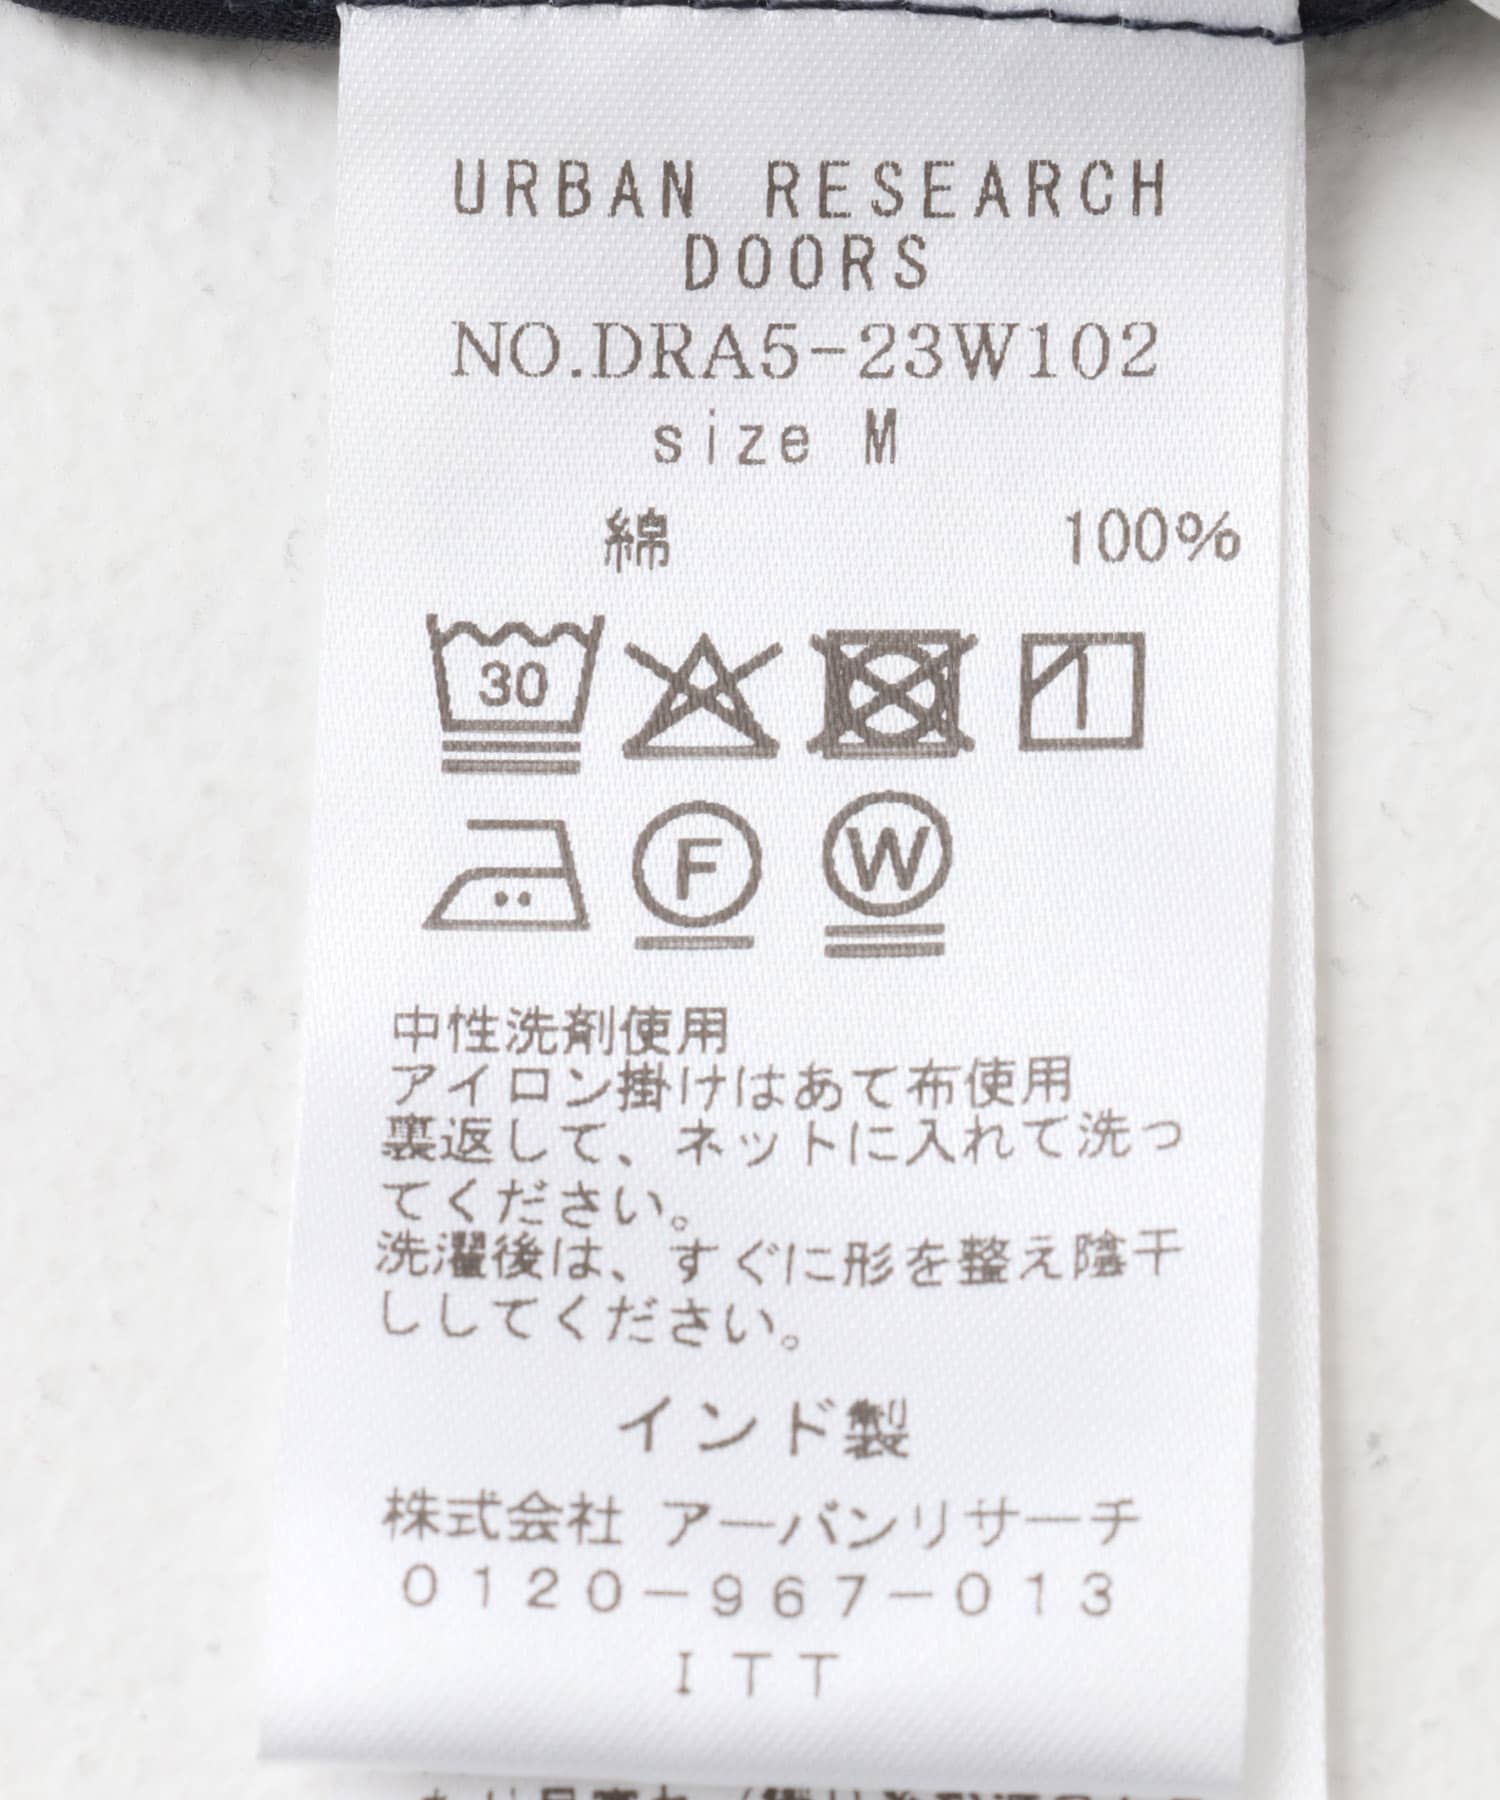 URBAN RESEARCH
DOORS
NO.DRA5-23W102
size M
綿 100%
30
F W
中性洗剤使用
アイロン掛けはあて布使用
裏返して、ネットに入れて洗っ
てください。
洗濯後は、すぐに形を整え陰干
ししてください。
インド製
株式会社 アーバンリサーチ
0120-967-013
ITT